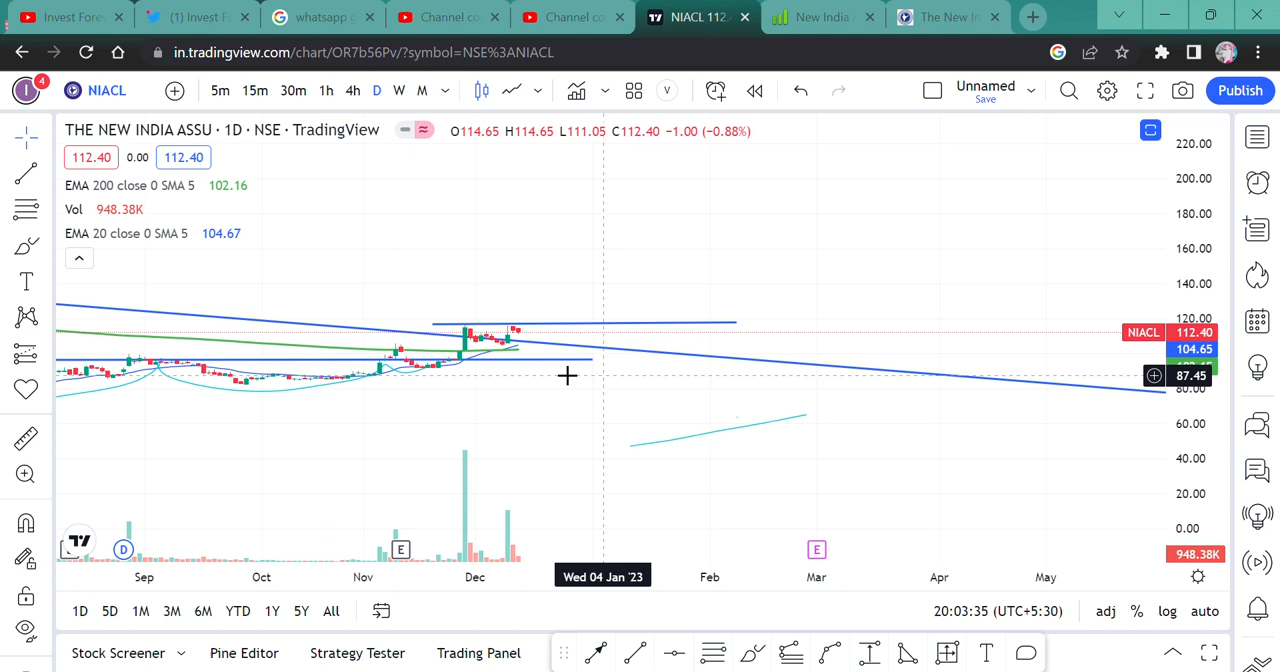 Invest Fores
(1) Invest F
whatsapp g
Channel co
Channel co
NIACL 112.
New India A
The New In
in.tradingview.com/chart/OR7b56Pv/?symbol=NSE%3ANIACL
I 4 NIACL 5m 15m 30m 1h 4h D W M V Unnamed Save Publish
THE NEW INDIA ASSU · 1D · NSE · TradingView O114.65 H114.65 L111.05 C112.40 −1.00 (−0.88%)
112.40 0.00 112.40
EMA 200 close 0 SMA 5 102.16
Vol 948.38K
EMA 20 close 0 SMA 5 104.67
220.00
200.00
180.00
160.00
140.00
120.00
NIACL 112.40
104.65
87.45
80.00
60.00
40.00
20.00
0.00
948.38K
D E E
Sep Oct Nov Dec Wed 04 Jan '23 Feb Mar Apr May
1D 5D 1M 3M 6M YTD 1Y 5Y All 20:03:35 (UTC+5:30) adj % log auto
Stock Screener Pine Editor Strategy Tester Trading Panel